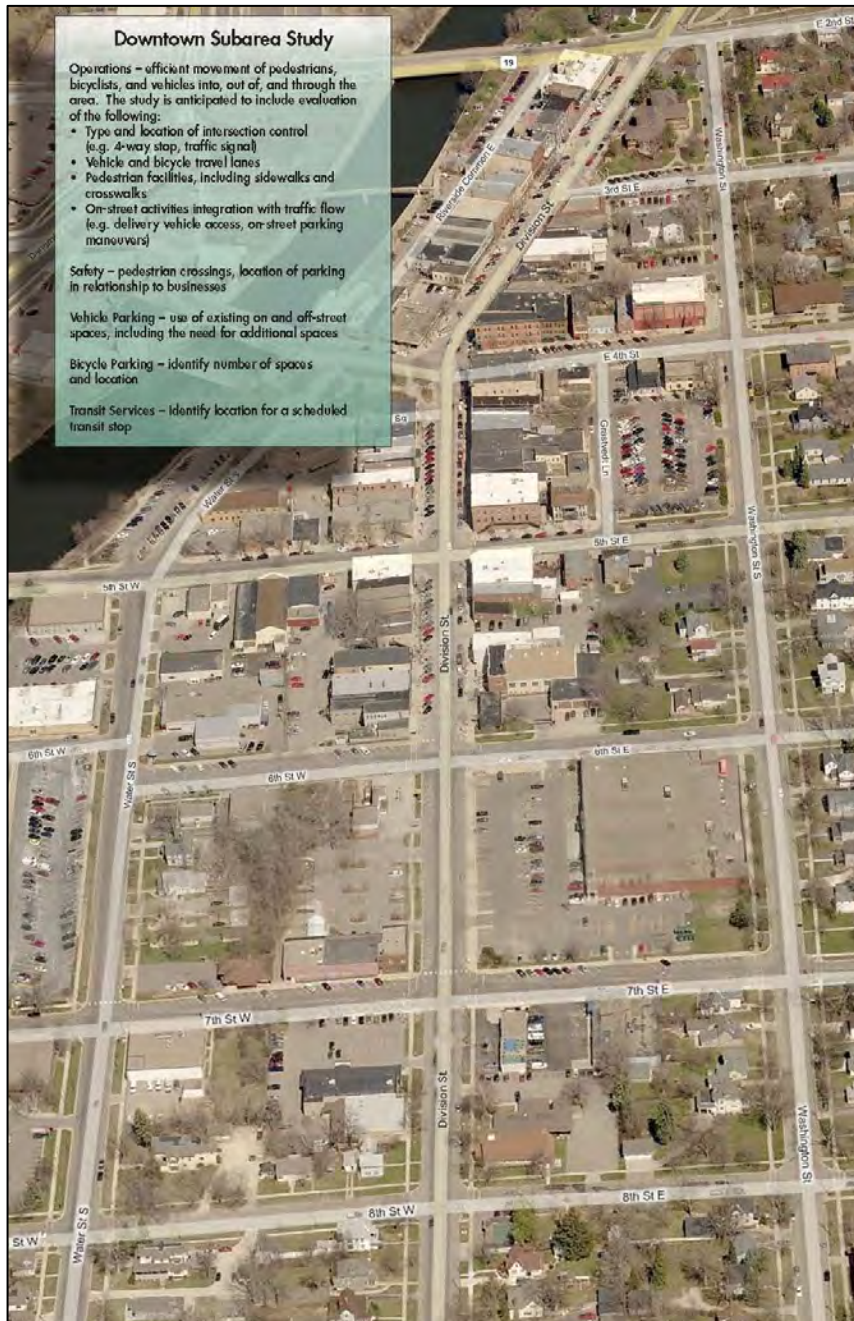 Downtown Subarea Study
Operations – efficient movement of pedestrians,
bicyclists, and vehicles into, out of, and through the
area. The study is anticipated to include evaluation
of the following:
• Type and location of intersection control
(e.g. 4-way stop, traffic signal)
• Vehicle and bicycle travel lanes
• Pedestrian facilities, including sidewalks and
crosswalks
• On-street activities integration with traffic flow
(e.g. delivery vehicle access, on-street parking
maneuvers)
Safety – pedestrian crossings, location of parking
in relationship to businesses
Vehicle Parking – use of existing on and off-street
spaces, including the need for additional spaces
Bicycle Parking – identify number of spaces
and location
Transit Services – identify location for a scheduled
transit stop
E 2nd St
19
Washington St
Riverside Common E
3rd St E
Division St
E 4th St
Sq
Water St S
5th St E
Washington St S
5th St W
Division St
6th St W
6th St E
6th St W
Water St S
7th St E
7th St W
Division St
Washington St
8th St E
8th St W
St W
Water St S